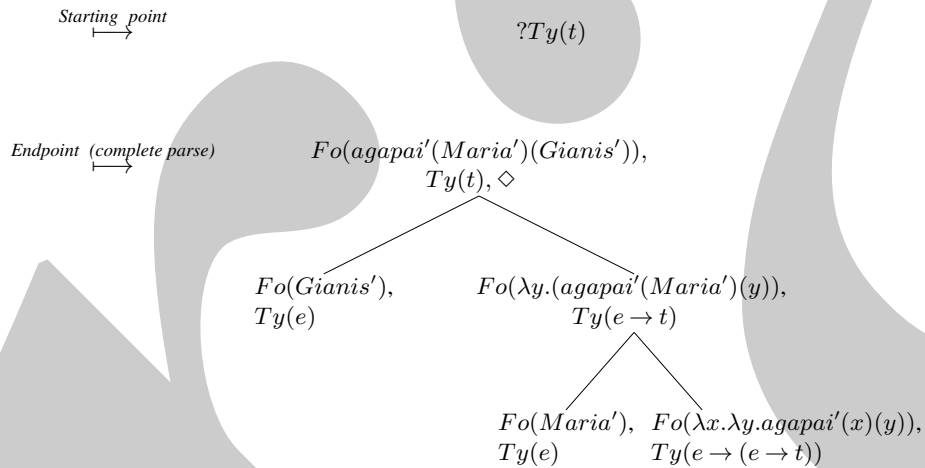 Starting point
↦ ?Ty(t)
Endpoint (complete parse)
↦ Fo(agapai′(Maria′)(Gianis′)),
Ty(t), ◇
Fo(Gianis′), Fo(λy.(agapai′(Maria′)(y)),
Ty(e) Ty(e → t)
Fo(Maria′), Fo(λx.λy.agapai′(x)(y)),
Ty(e) Ty(e → (e → t))